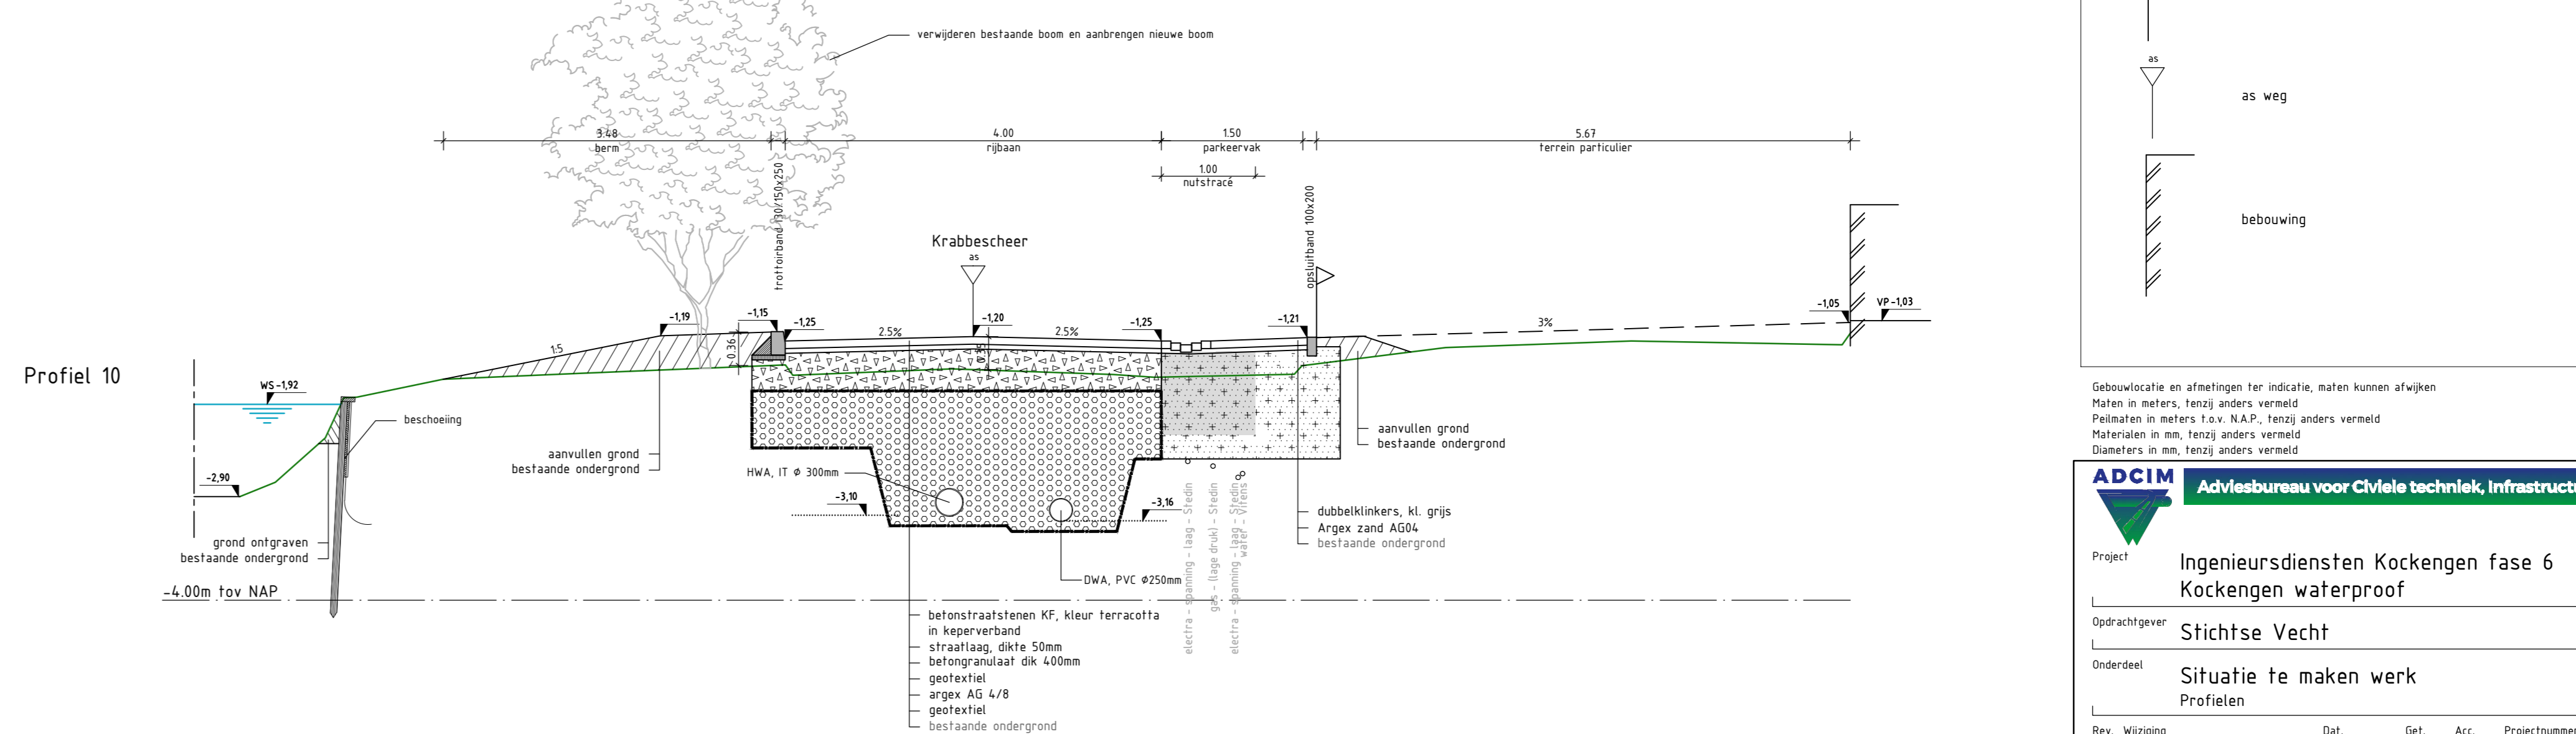 verwijderen bestaande boom en aanbrengen nieuwe boom
3.48
berm
4.00
rijbaan
1.50
parkeervak
5.67
terrein particulier
1.00
nutstracé
trottoirband 130/150x250
opsluitband 100x200
Krabbescheer
as
-1,19
-1,15
-1,25
2.5%
-1,20
2.5%
-1,25
-1,21
3%
-1,05
VP -1,03
1:5
0.36
Profiel 10
WS -1,92
beschoeiing
-2,90
aanvullen grond
bestaande ondergrond
HWA, IT Ø 300mm
-3,10
-3,16
aanvullen grond
bestaande ondergrond
grond ontgraven
bestaande ondergrond
dubbelklinkers, kl. grijs
Argex zand AG04
bestaande ondergrond
electra - spanning - laag - Stedin
gas - (lage druk) - Stedin
electra - spanning - laag - Stedin
water - Vitens
DWA, PVC Ø250mm
-4.00m tov NAP
betonstraatstenen KF, kleur terracotta
in keperverband
straatlaag, dikte 50mm
betongranulaat dik 400mm
geotextiel
argex AG 4/8
geotextiel
bestaande ondergrond
as
as weg
bebouwing
Gebouwlocatie en afmetingen ter indicatie, maten kunnen afwijken
Maten in meters, tenzij anders vermeld
Peilmaten in meters t.o.v. N.A.P., tenzij anders vermeld
Materialen in mm, tenzij anders vermeld
Diameters in mm, tenzij anders vermeld
ADCIM
Adviesbureau voor Civiele techniek, Infrastructu
Project
Ingenieursdiensten Kockengen fase 6
Kockengen waterproof
Opdrachtgever
Stichtse Vecht
Onderdeel
Situatie te maken werk
Profielen
Rev. Wijziging Dat. Get. Acc. Projectnummer